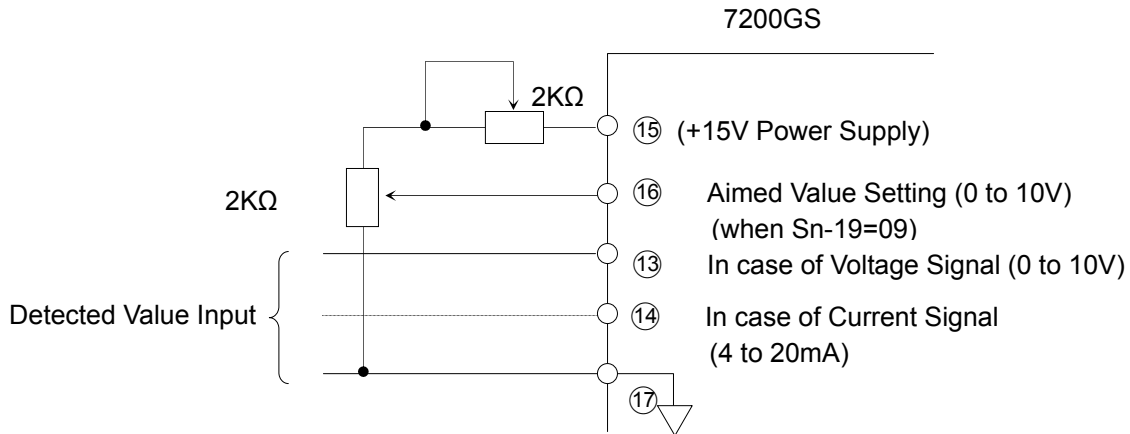 7200GS
2KΩ
⑮ (+15V Power Supply)
2KΩ
⑯ Aimed Value Setting (0 to 10V)
(when Sn-19=09)
⑬ In case of Voltage Signal (0 to 10V)
Detected Value Input
⑭ In case of Current Signal
(4 to 20mA)
⑰